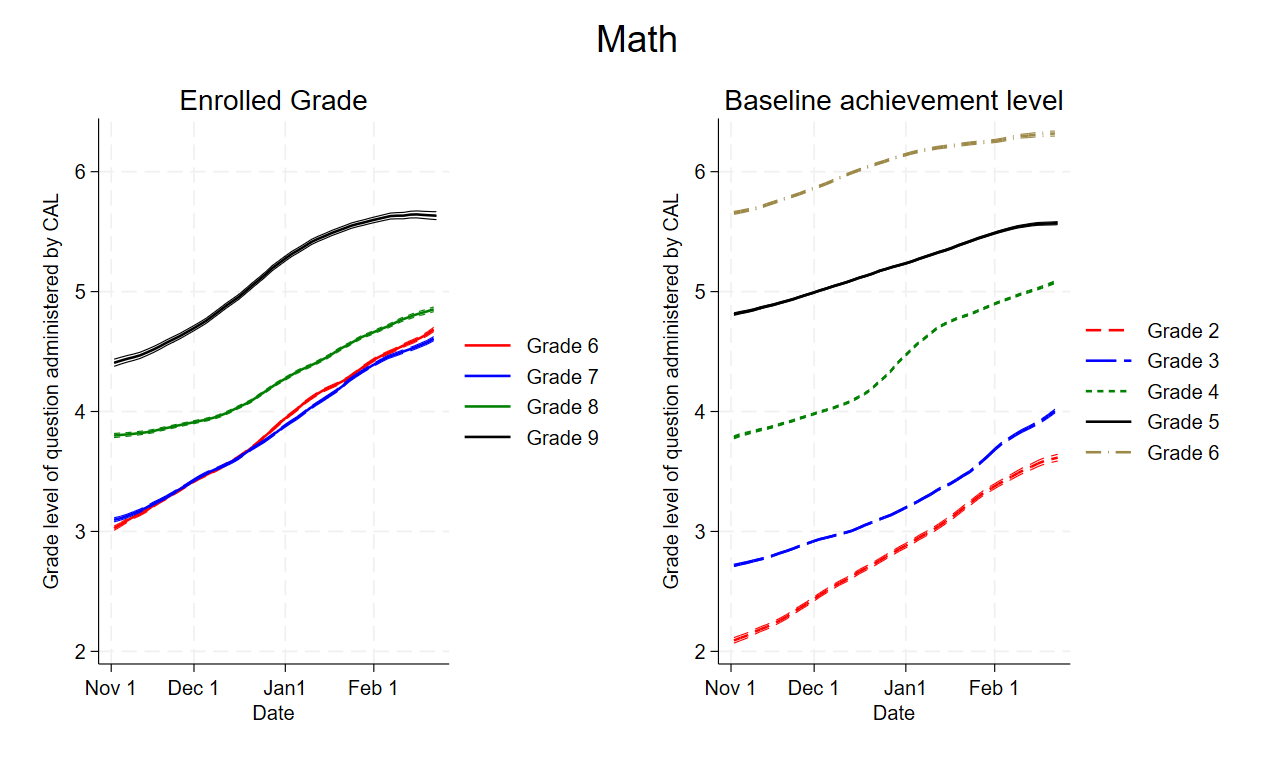 Math
Enrolled Grade
Grade level of question administered by CAL
6
5
4
3
2
Nov 1 Dec 1 Jan1 Feb 1
Date
Grade 6
Grade 7
Grade 8
Grade 9
Baseline achievement level
Grade level of question administered by CAL
6
5
4
3
2
Nov 1 Dec 1 Jan1 Feb 1
Date
Grade 2
Grade 3
Grade 4
Grade 5
Grade 6